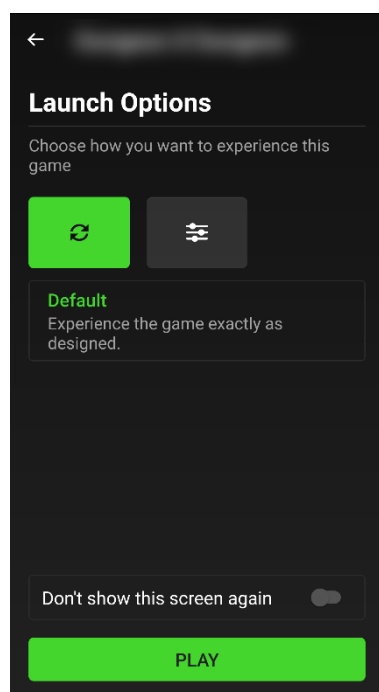 Launch Options
Choose how you want to experience this
game
Default
Experience the game exactly as
designed.
Don't show this screen again
PLAY